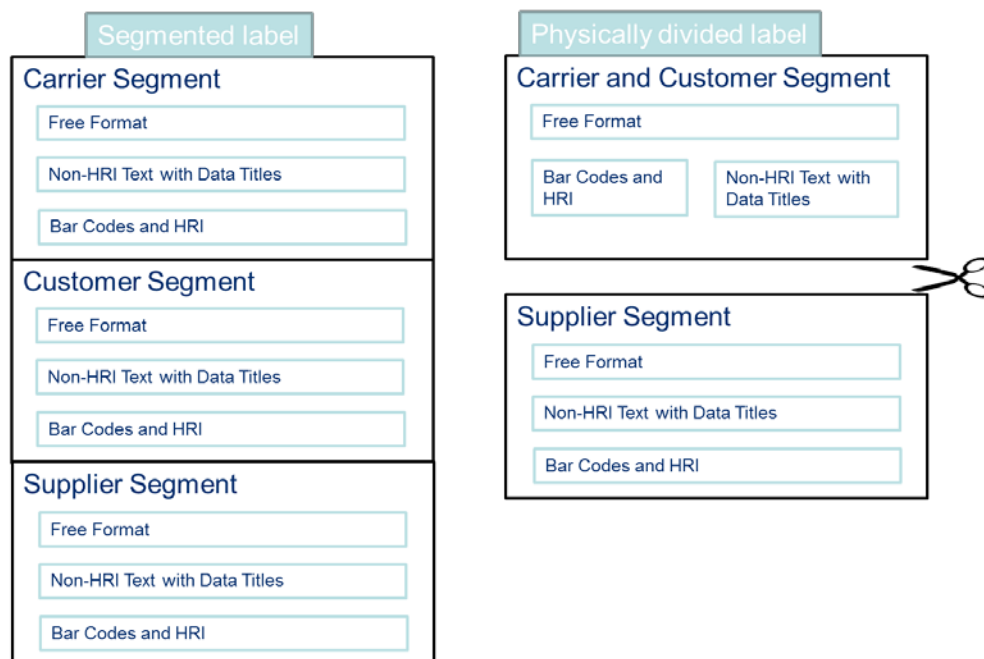 Segmented label
Carrier Segment
Free Format
Non-HRI Text with Data Titles
Bar Codes and HRI
Customer Segment
Free Format
Non-HRI Text with Data Titles
Bar Codes and HRI
Supplier Segment
Free Format
Non-HRI Text with Data Titles
Bar Codes and HRI
Physically divided label
Carrier and Customer Segment
Free Format
Bar Codes and
HRI
Non-HRI Text with
Data Titles
Supplier Segment
Free Format
Non-HRI Text with Data Titles
Bar Codes and HRI